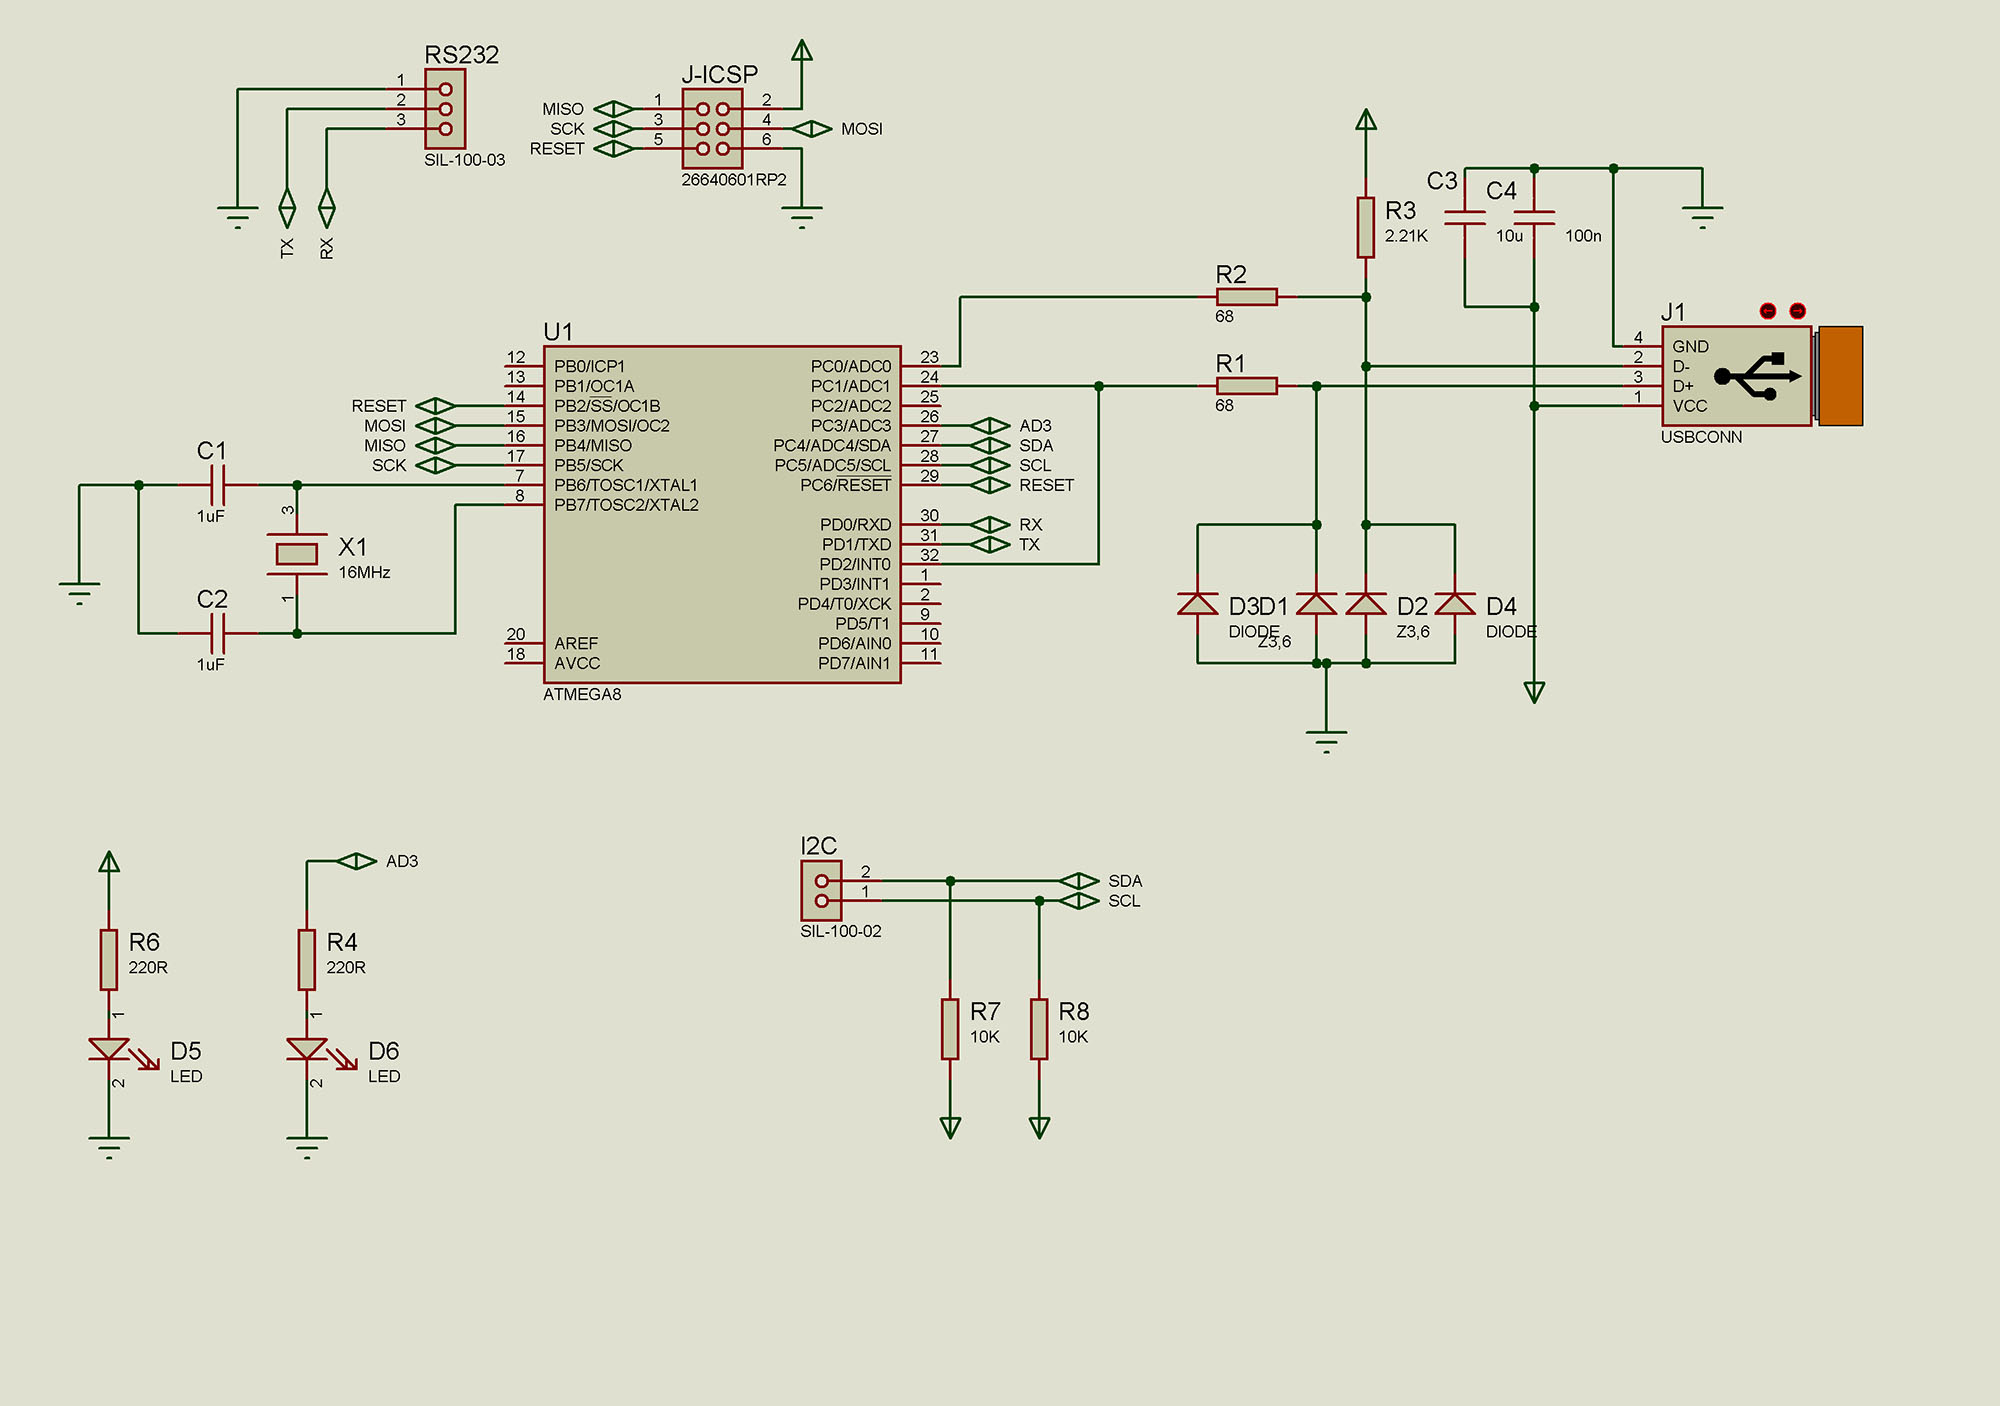 RS232
1
2
3
SIL-100-03
TX
RX
J-ICSP
MISO 1 2
SCK 3 4 MOSI
RESET 5 6
26640601RP2
R3
2.21K
C3
10u
C4
100n
R2
68
R1
68
J1
4 GND
2 D-
3 D+
1 VCC
USBCONN
U1
12 PB0/ICP1
13 PB1/OC1A
RESET 14 PB2/SS/OC1B
MOSI 15 PB3/MOSI/OC2
MISO 16 PB4/MISO
SCK 17 PB5/SCK
7 PB6/TOSC1/XTAL1
8 PB7/TOSC2/XTAL2
20 AREF
18 AVCC
PC0/ADC0 23
PC1/ADC1 24
PC2/ADC2 25
PC3/ADC3 26 AD3
PC4/ADC4/SDA 27 SDA
PC5/ADC5/SCL 28 SCL
PC6/RESET 29 RESET
PD0/RXD 30 RX
PD1/TXD 31 TX
PD2/INT0 32
PD3/INT1 1
PD4/T0/XCK 2
PD5/T1 9
PD6/AIN0 10
PD7/AIN1 11
ATMEGA8
C1
1uF
3
X1
16MHz
1
C2
1uF
D3
DIODE
D1
Z3,6
D2
Z3,6
D4
DIODE
AD3
R6
220R
1
D5
LED
2
R4
220R
1
D6
LED
2
I2C
2 SDA
1 SCL
SIL-100-02
R7
10K
R8
10K